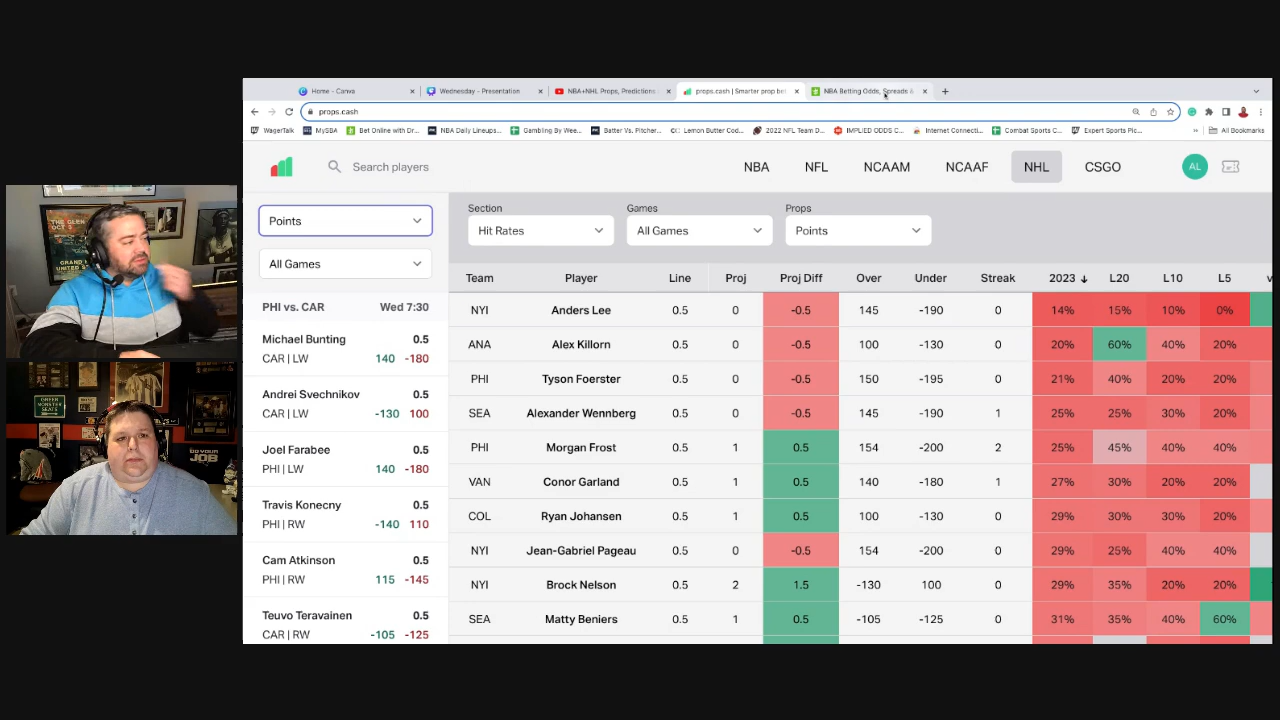 Home - Canva
Wednesday - Presentation
NBA+NHL Props, Predictions
props.cash | Smarter prop be
NBA Betting Odds, Spreads &
props.cash
WagerTalk
MySBA
Bet Online with Dr...
NBA Daily Lineups...
Gambling By Wee...
Batter Vs. Pitcher...
Lemon Butter Cod...
2022 NFL Team D...
IMPLIED ODDS C...
Internet Connecti...
Combat Sports C...
Expert Sports Pic...
All Bookmarks
Search players
NBA NFL NCAAM NCAAF NHL CSGO
AL
Points
All Games
PHI vs. CAR Wed 7:30
Michael Bunting 0.5
CAR | LW 140 -180
Andrei Svechnikov 0.5
CAR | LW -130 100
Joel Farabee 0.5
PHI | LW 140 -180
Travis Konecny 0.5
PHI | RW -140 110
Cam Atkinson 0.5
PHI | RW 115 -145
Teuvo Teravainen 0.5
CAR | RW -105 -125
Section Games Props
Hit Rates All Games Points
Team Player Line Proj Proj Diff Over Under Streak 2023 ↓ L20 L10 L5 v
NYI Anders Lee 0.5 0 -0.5 145 -190 0 14% 15% 10% 0%
ANA Alex Killorn 0.5 0 -0.5 100 -130 0 20% 60% 40% 20%
PHI Tyson Foerster 0.5 0 -0.5 150 -195 0 21% 40% 20% 20%
SEA Alexander Wennberg 0.5 0 -0.5 145 -190 1 25% 25% 30% 20%
PHI Morgan Frost 0.5 1 0.5 154 -200 2 25% 45% 40% 40%
VAN Conor Garland 0.5 1 0.5 140 -180 1 27% 30% 20% 20%
COL Ryan Johansen 0.5 1 0.5 100 -130 0 29% 30% 30% 20%
NYI Jean-Gabriel Pageau 0.5 0 -0.5 154 -200 0 29% 25% 40% 40%
NYI Brock Nelson 0.5 2 1.5 -130 100 0 29% 35% 20% 20%
SEA Matty Beniers 0.5 1 0.5 -105 -125 0 31% 35% 40% 60%
GREEN
MONSTER
SEATS
DO YOUR
JOB